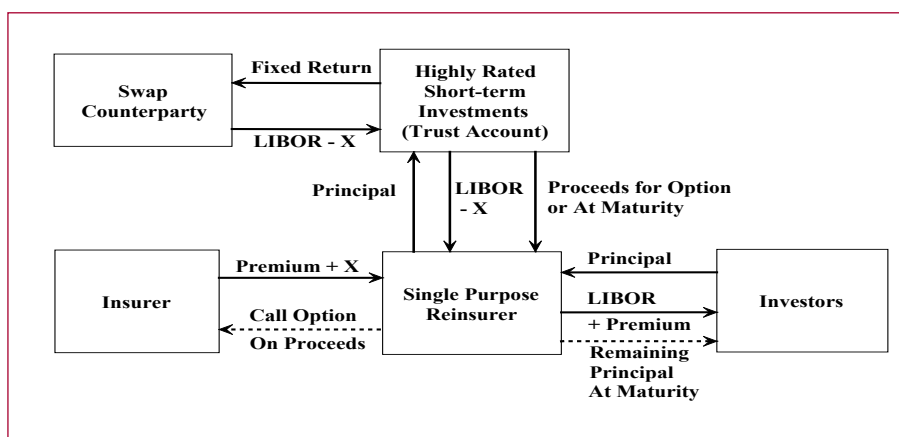 Swap
Counterparty
Fixed Return
LIBOR - X
Highly Rated
Short-term
Investments
(Trust Account)
Principal
LIBOR
- X
Proceeds for Option
or At Maturity
Insurer
Premium + X
Call Option
On Proceeds
Single Purpose
Reinsurer
Principal
LIBOR
+ Premium
Remaining
Principal
At Maturity
Investors